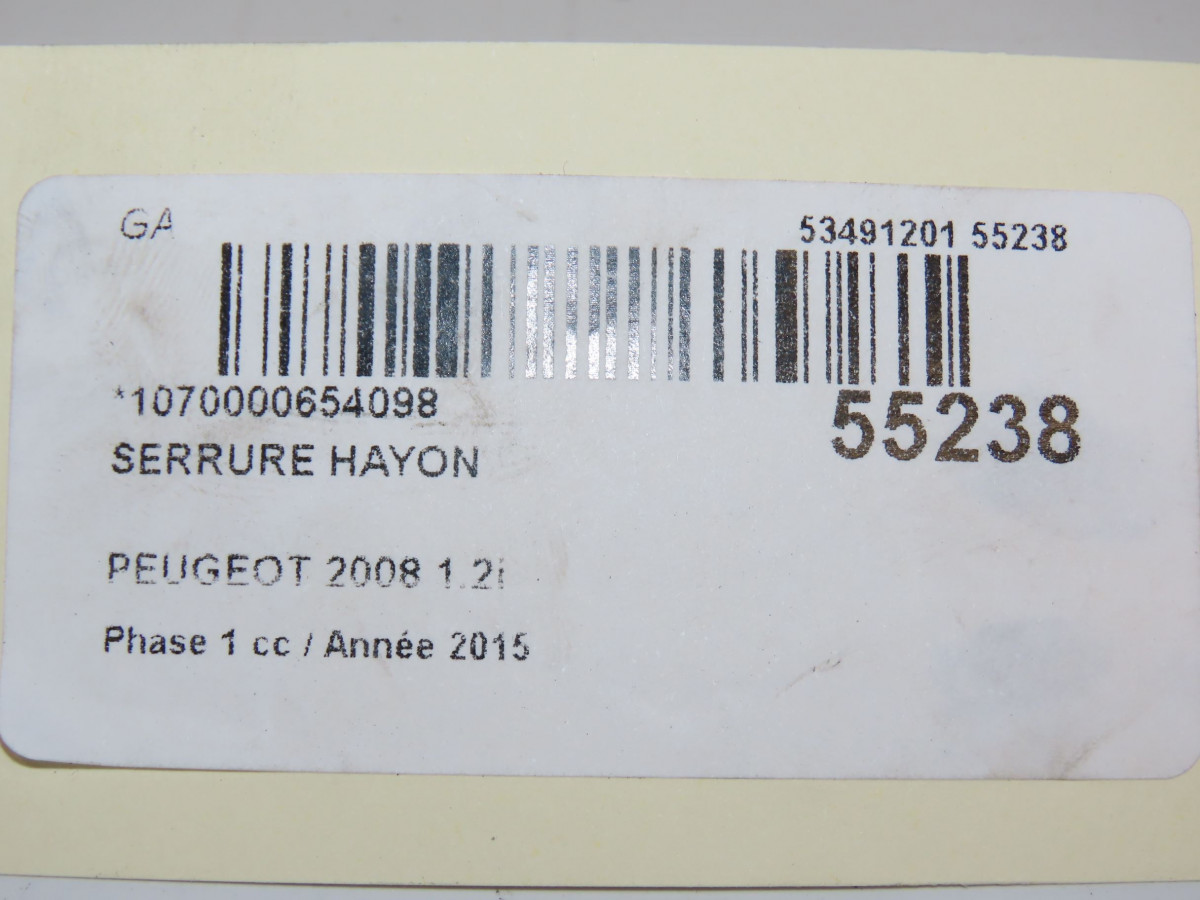 GA 53491201 55238
*1070000654098
55238
SERRURE HAYON
PEUGEOT 2008 1.2i
Phase 1 cc / Année 2015